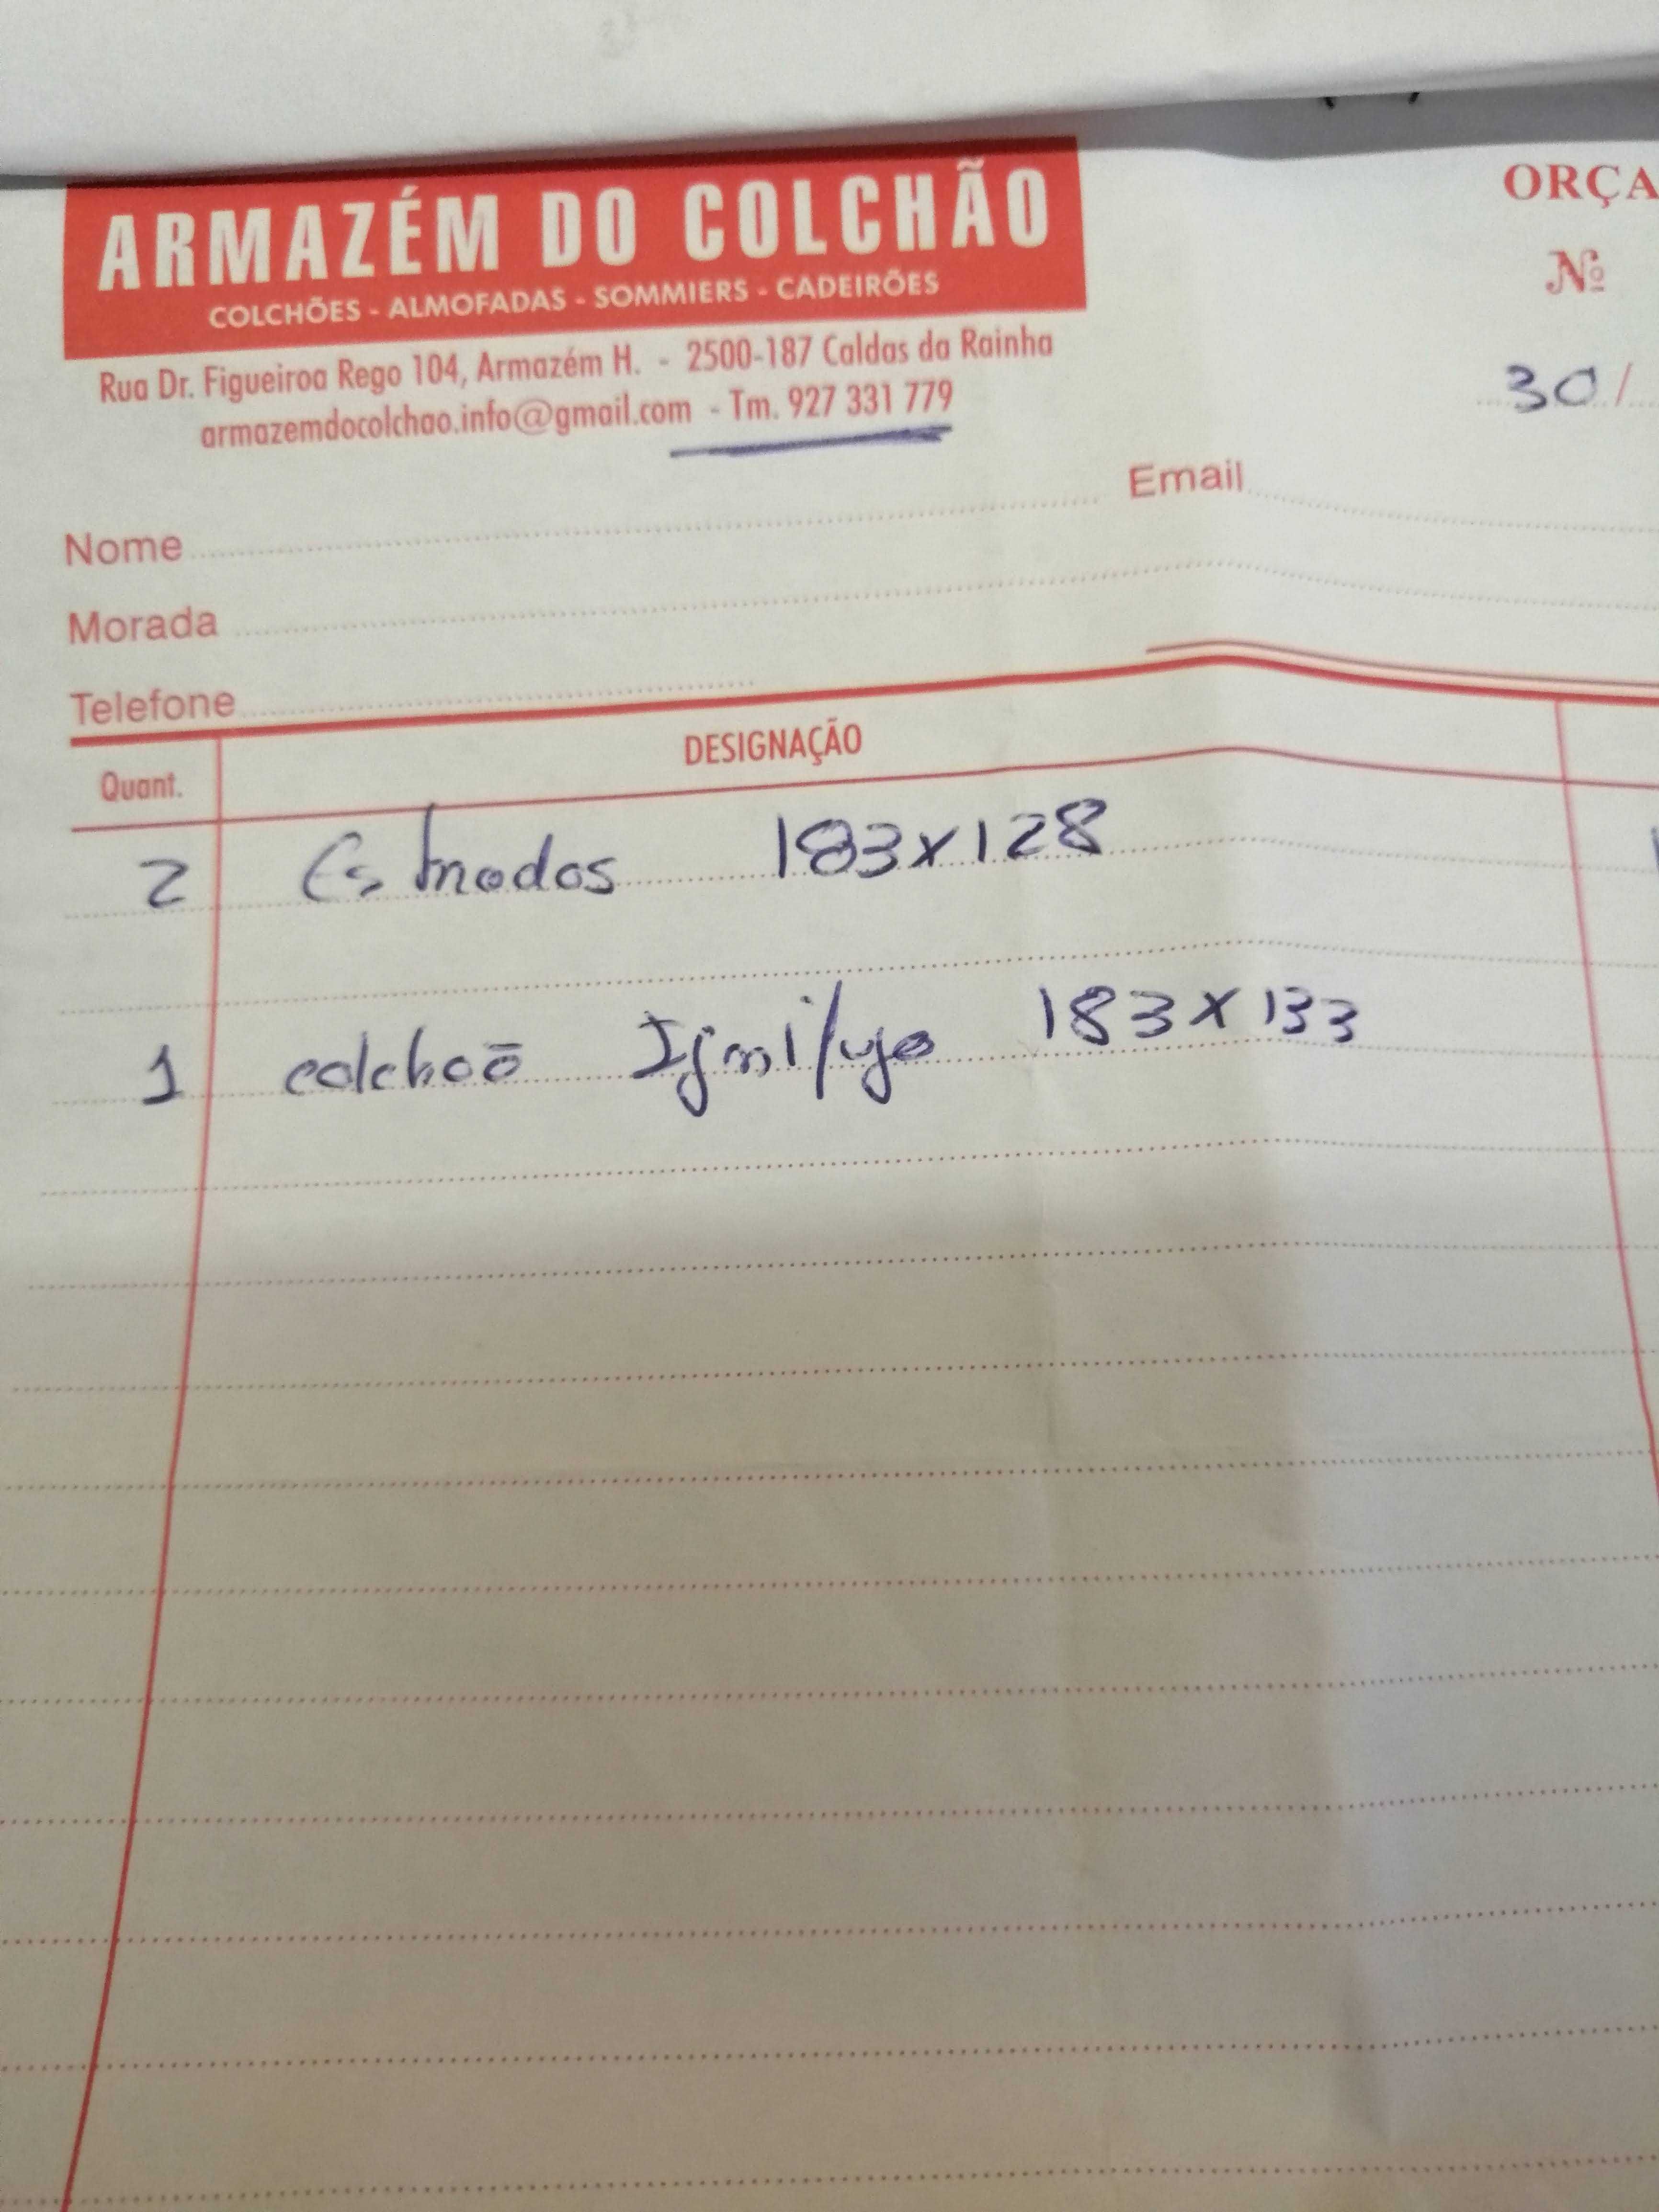 ARMAZÉM DO COLCHÃO
COLCHÕES - ALMOFADAS - SOMMIERS - CADEIRÕES
Rua Dr. Figueiroa Rego 104, Armazém H. - 2500-187 Caldas da Rainha
armazemdocolchao.info@gmail.com - Tm. 927 331 779
ORÇA
Nº
30/
Nome
Email
Morada
Telefone
Quant. DESIGNAÇÃO
2 Estrados 183x128
1 colchão 183x133